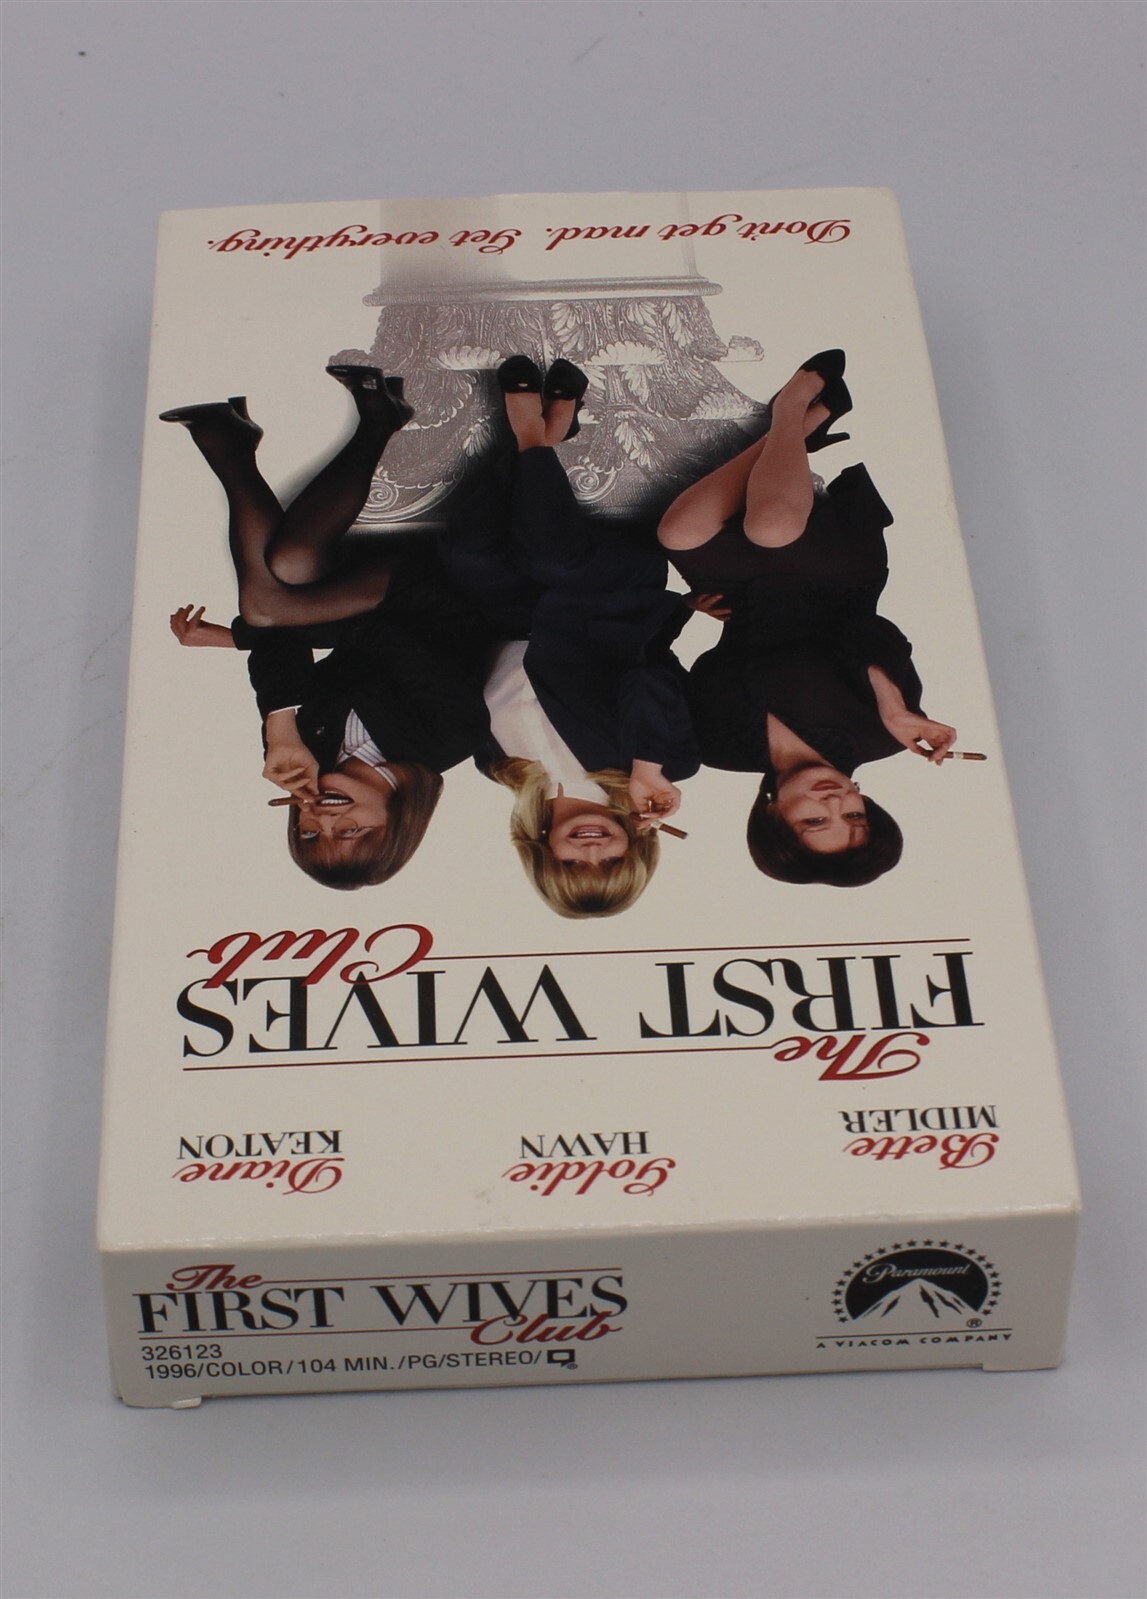 Bette Goldie Diane
MIDLER HAWN KEATON
The
FIRST WIVES
Club
Don't get mad. Get everything.
The
FIRST WIVES
Club
326123
1996/COLOR/104 MIN./PG/STEREO/
Paramount
®
A VIACOM COMPANY